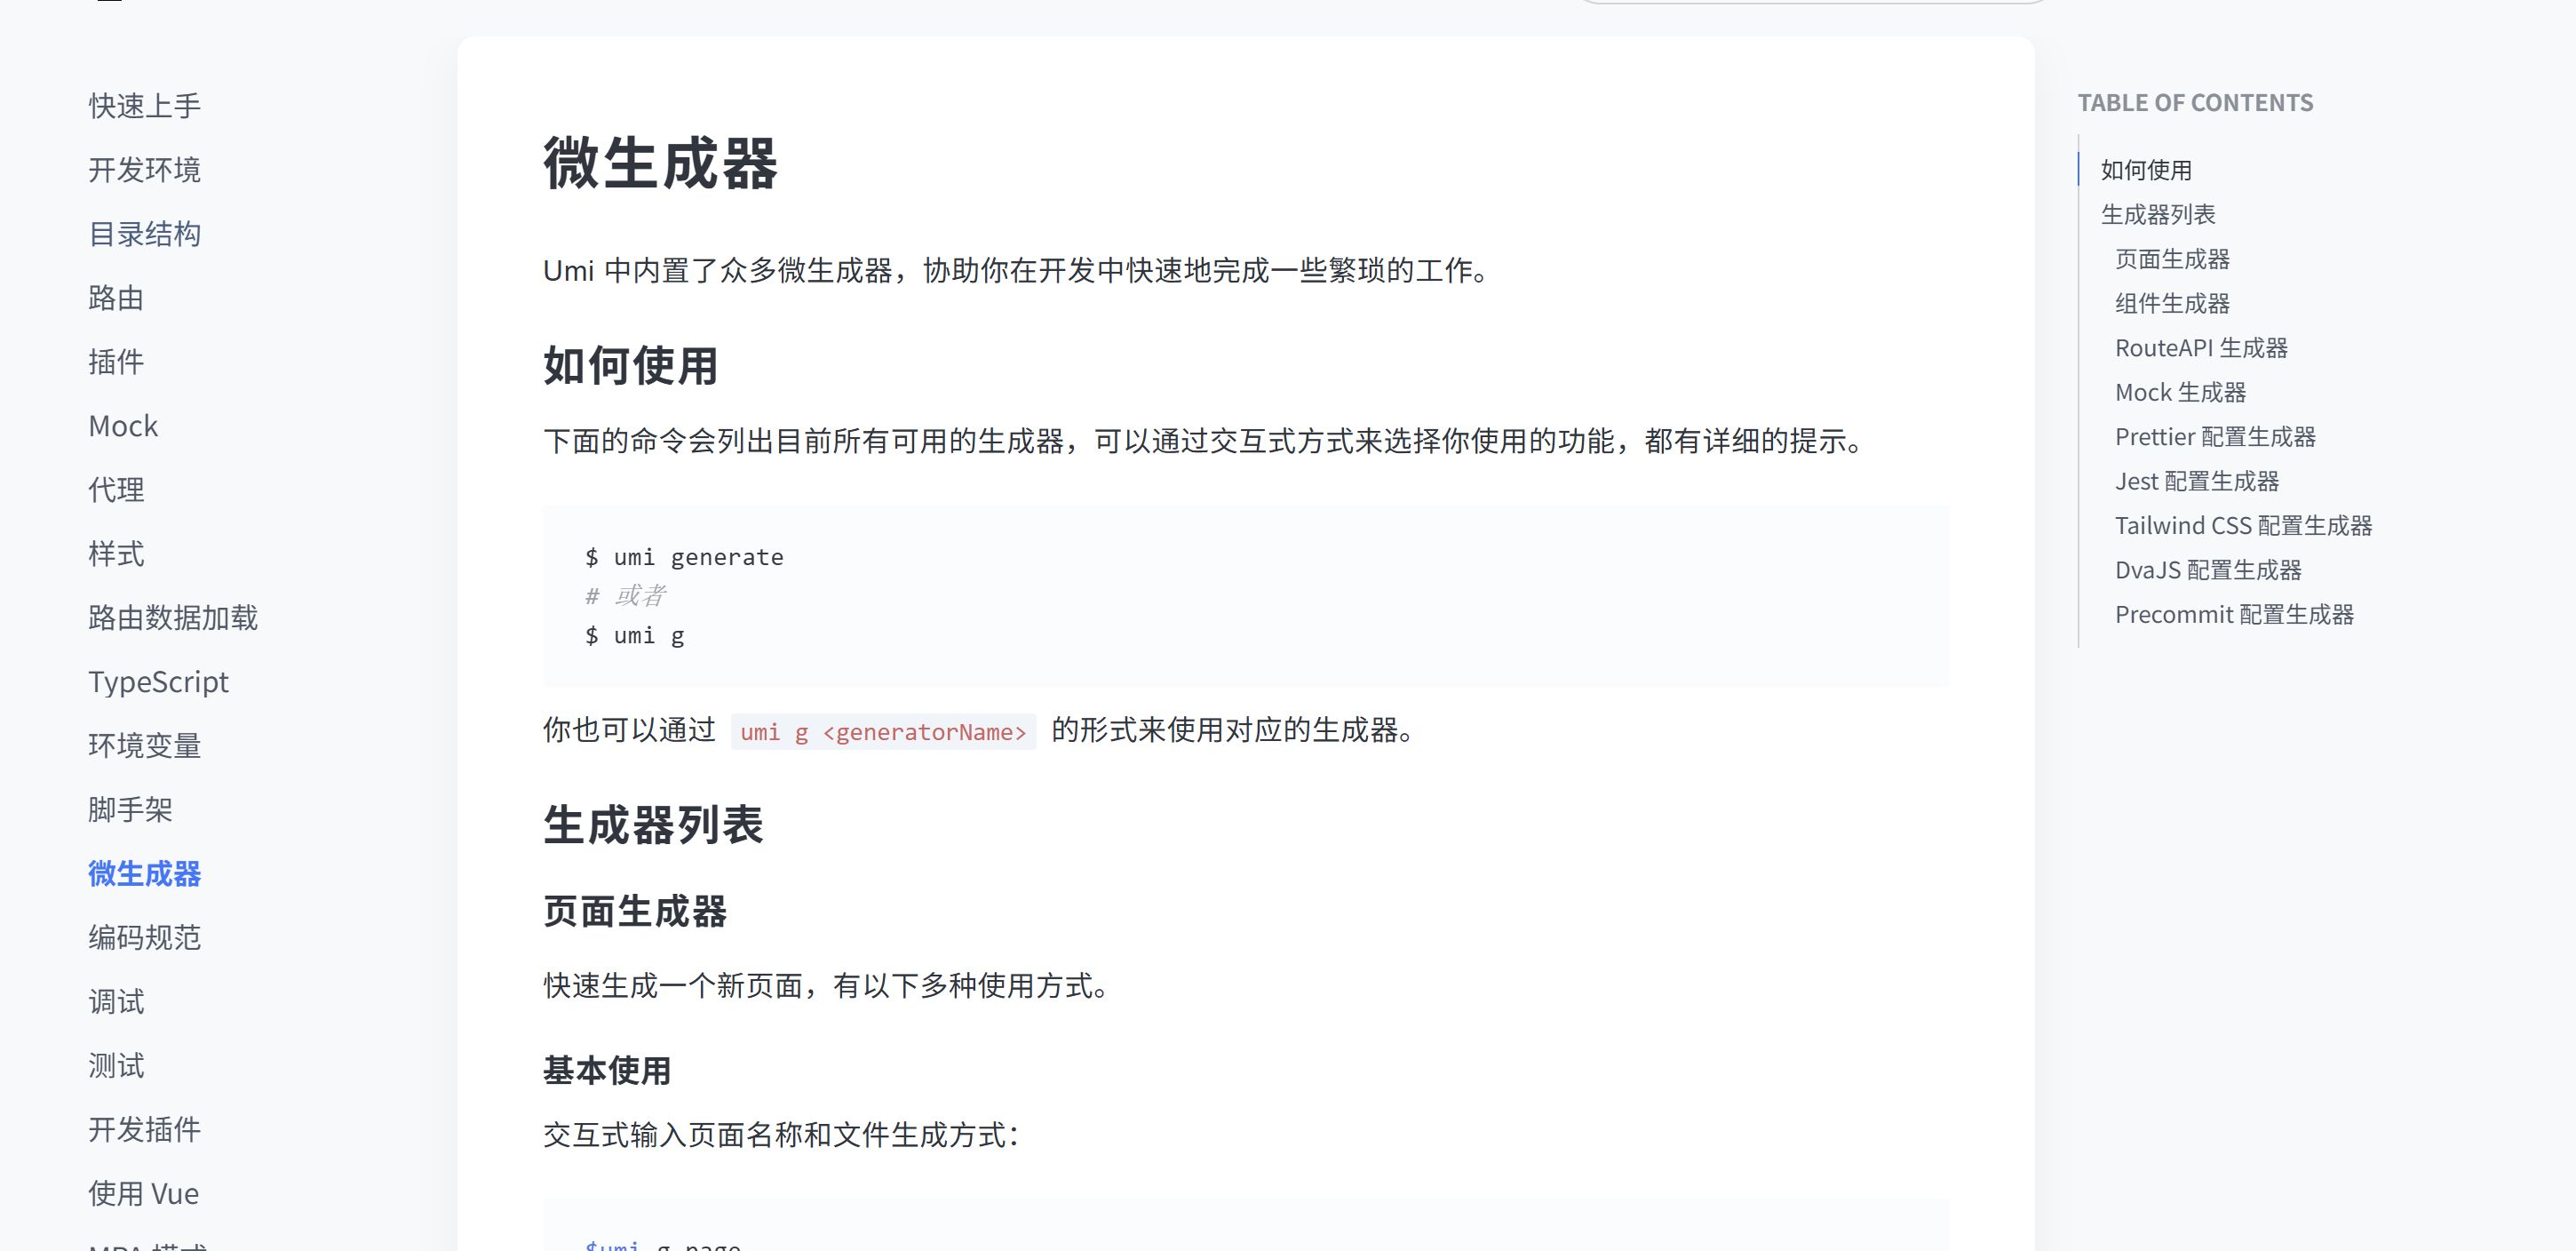 快速上手
开发环境
目录结构
路由
插件
Mock
代理
样式
路由数据加载
TypeScript
环境变量
脚手架
微生成器
编码规范
调试
测试
开发插件
使用 Vue
微生成器
Umi 中内置了众多微生成器，协助你在开发中快速地完成一些繁琐的工作。
如何使用
下面的命令会列出目前所有可用的生成器，可以通过交互式方式来选择你使用的功能，都有详细的提示。
$ umi generate
# 或者
$ umi g
你也可以通过 umi g <generatorName> 的形式来使用对应的生成器。
生成器列表
页面生成器
快速生成一个新页面，有以下多种使用方式。
基本使用
交互式输入页面名称和文件生成方式：
$umi g page
TABLE OF CONTENTS
如何使用
生成器列表
页面生成器
组件生成器
RouteAPI 生成器
Mock 生成器
Prettier 配置生成器
Jest 配置生成器
Tailwind CSS 配置生成器
DvaJS 配置生成器
Precommit 配置生成器